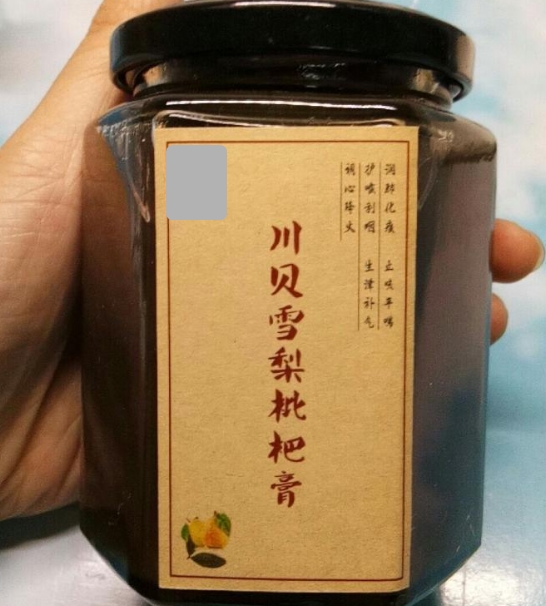 润肺化痰 止咳平喘
护嗓利咽 生津补气
清心降火
川贝雪梨枇杷膏